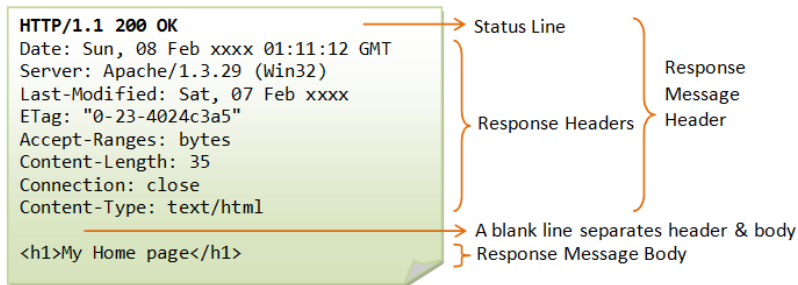 HTTP/1.1 200 OK
Date: Sun, 08 Feb xxxx 01:11:12 GMT
Server: Apache/1.3.29 (Win32)
Last-Modified: Sat, 07 Feb xxxx
ETag: "0-23-4024c3a5"
Accept-Ranges: bytes
Content-Length: 35
Connection: close
Content-Type: text/html
<h1>My Home page</h1>
Status Line
Response Headers
Response
Message
Header
A blank line separates header & body
Response Message Body